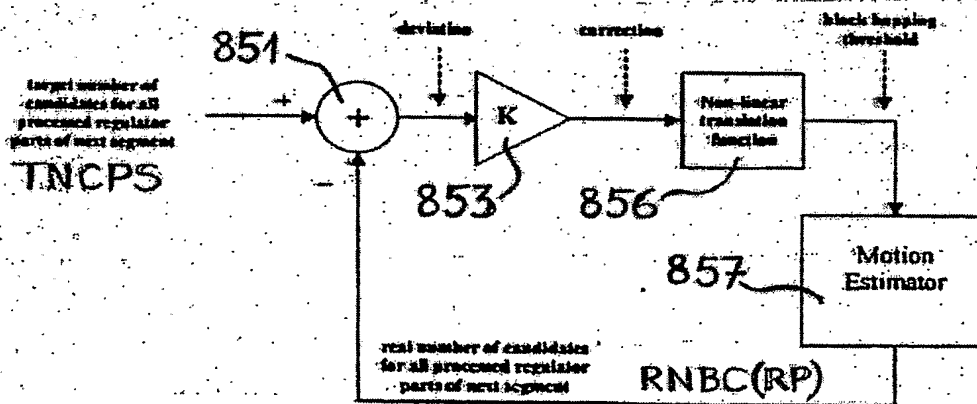 851
deviation
correction
block hopping
threshold
target number of
candidates for all
processed regulator
parts of next segment
TNCPS
+
+
−
K
853
Non-linear
translation
function
856
857
Motion
Estimator
real number of candidates
for all processed regulator
parts of next segment
RNBC(RP)